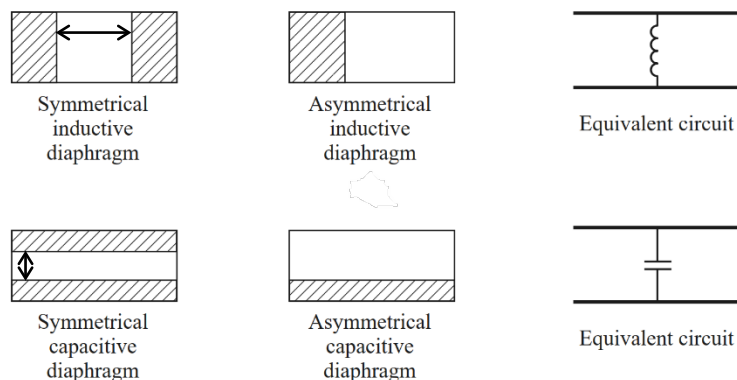 Symmetrical
inductive
diaphragm
Asymmetrical
inductive
diaphragm
Equivalent circuit
Symmetrical
capacitive
diaphragm
Asymmetrical
capacitive
diaphragm
Equivalent circuit